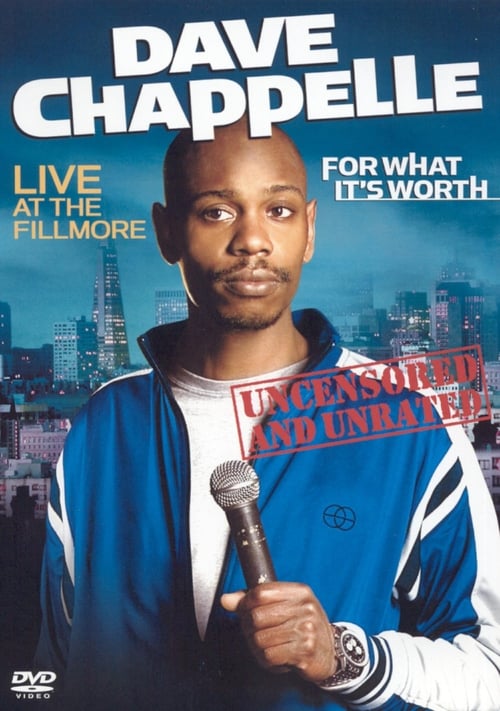 DAVE
CHAPPELLE
LIVE
AT THE
FILLMORE
FOR WHAT
IT'S WORTH
UNCENSORED
AND UNRATED
DVD
VIDEO